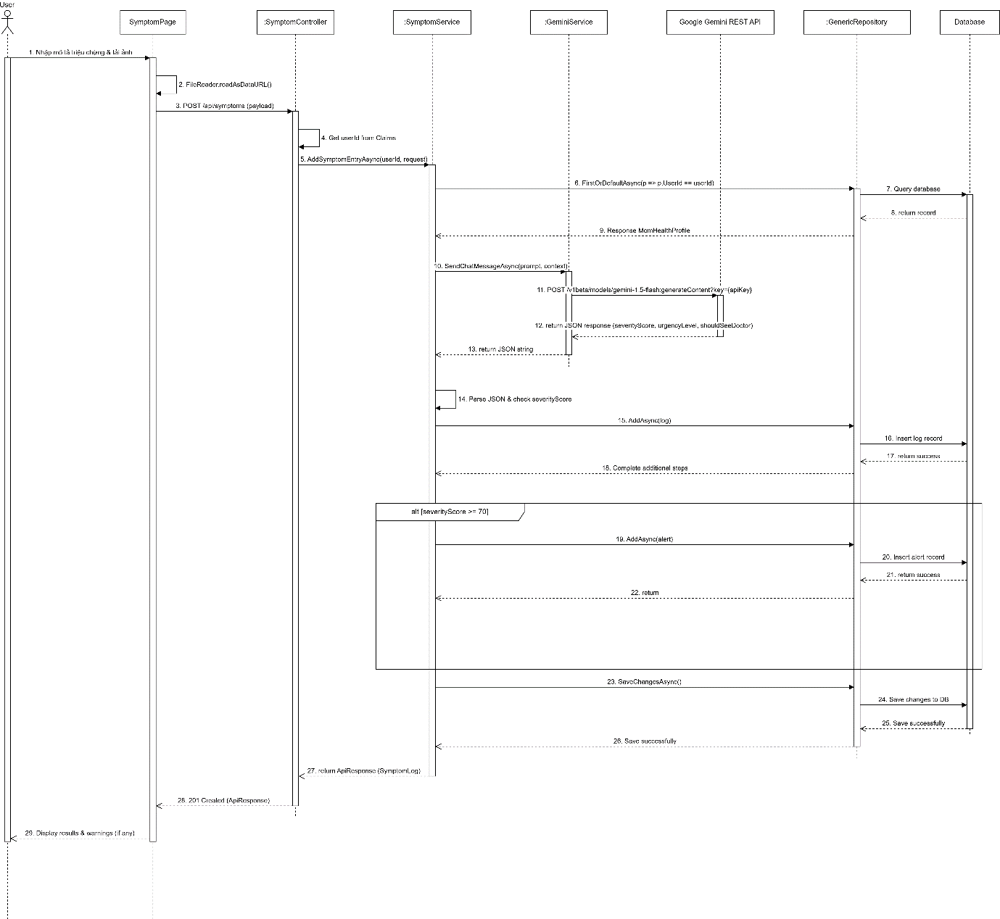 User
SymptomPage
:SymptomController
:SymptomService
:GeminiService
Google Gemini REST API
:GenericRepository
Database
1. Nhập mô tả triệu chứng & tải ảnh
2. FileReader.readAsDataURL()
3. POST /api/symptoms (payload)
4. Get userId from Claims
5. AddSymptomEntryAsync(userId, request)
6. FirstOrDefaultAsync(p => p.UserId == userId)
7. Query database
8. return record
9. Response MomHealthProfile
10. SendChatMessageAsync(prompt, context)
11. POST /v1beta/models/gemini-1.5-flash:generateContent?key={apiKey}
12. return JSON response (severityScore, urgencyLevel, shouldSeeDoctor)
13. return JSON string
14. Parse JSON & check severityScore
15. AddAsync(log)
16. Insert log record
17. return success
18. Complete additional steps
alt [severityScore >= 70]
19. AddAsync(alert)
20. Insert alert record
21. return success
22. return
23. SaveChangesAsync()
24. Save changes to DB
25. Save successfully
26. Save successfully
27. return ApiResponse (SymptomLog)
28. 201 Created (ApiResponse)
29. Display results & warnings (if any)